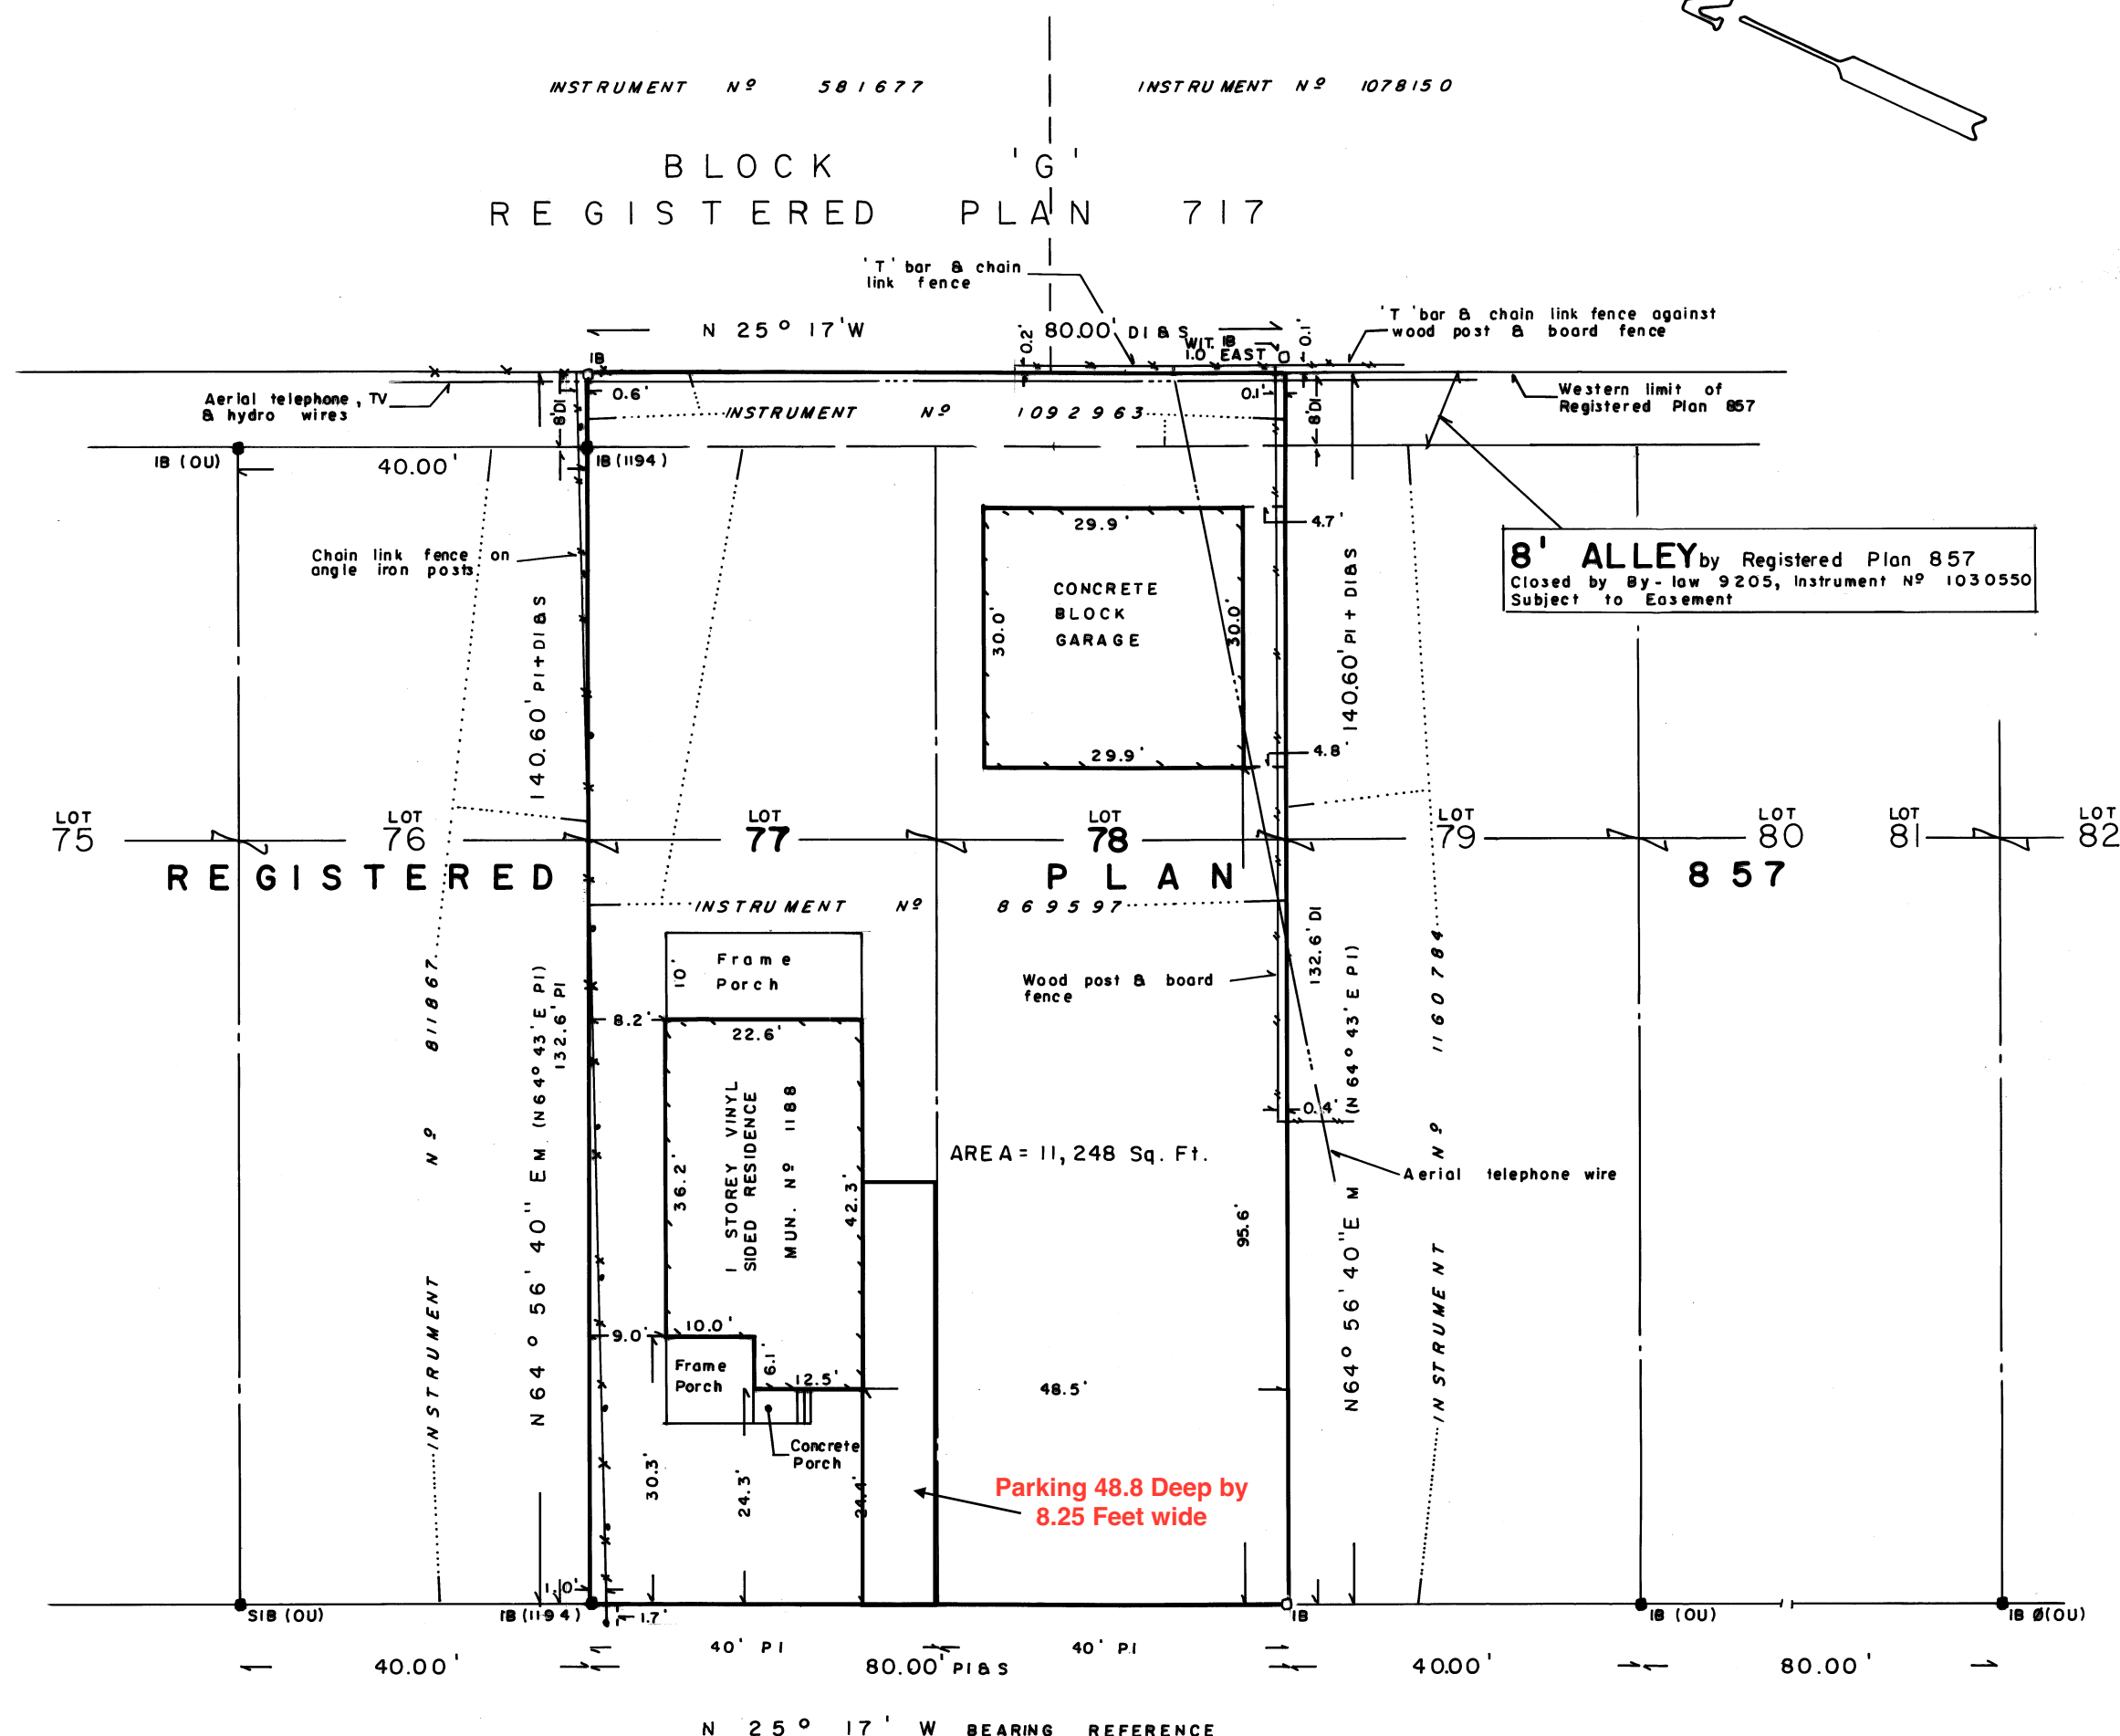 INSTRUMENT Nº 581677
INSTRUMENT Nº 1078150
BLOCK 'G'
REGISTERED PLAN 717
'T' bar & chain
link fence
'T' bar & chain link fence against
wood post & board fence
N 25° 17' W
80.00' DI & S
0.2'
WIT. IB
1.0 EAST
0.1'
IB
Aerial telephone, TV
& hydro wires
0.6'
8' DI
INSTRUMENT Nº 1092963
0.1'
8' DI
Western limit of
Registered Plan 857
IB (OU)
40.00'
IB (1194)
29.9'
4.7'
Chain link fence on
angle iron posts
8' ALLEY by Registered Plan 857
Closed by By-law 9205, Instrument Nº 1030550
Subject to Easement
CONCRETE
BLOCK
GARAGE
30.0'
30.0'
29.9'
4.8'
140.60' PI + DI & S
140.60' PI + DI & S
LOT
75
LOT
76
LOT
77
LOT
78
LOT
79
LOT
80
LOT
81
LOT
82
REGISTERED PLAN 857
INSTRUMENT Nº 869597
Frame
Porch
10'
Wood post & board
fence
INSTRUMENT Nº 811867
N 64° 56' 40" E M (N 64° 43' E PI)
132.6' PI
8.2'
22.6'
132.6' DI
N 64° 56' 40" E M (N 64° 43' E PI)
INSTRUMENT Nº 1160784
0.4'
1 STOREY VINYL
SIDED RESIDENCE
MUN. Nº 1188
36.2'
42.3'
AREA = 11,248 Sq. Ft.
Aerial telephone wire
95.6'
9.0'
10.0'
Frame
Porch
6.1'
12.5'
48.5'
Concrete
Porch
30.3'
24.3'
24.4'
Parking 48.8 Deep by
8.25 Feet wide
1.0'
SIB (OU)
IB (1194)
1.7'
IB
IB (OU)
IB Ø (OU)
40' PI
40' PI
40.00'
80.00' PI & S
40.00'
80.00'
N 25° 17' W BEARING REFERENCE